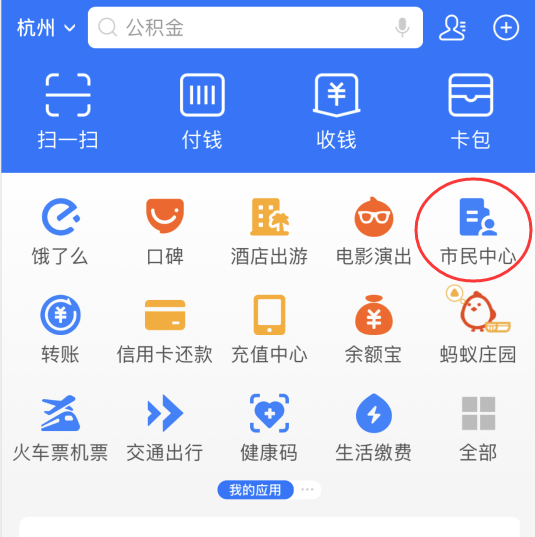 杭州 公积金
扫一扫 付钱 收钱 卡包
饿了么 口碑 酒店出游 电影演出 市民中心
转账 信用卡还款 充值中心 余额宝 蚂蚁庄园
火车票机票 交通出行 健康码 生活缴费 全部
我的应用